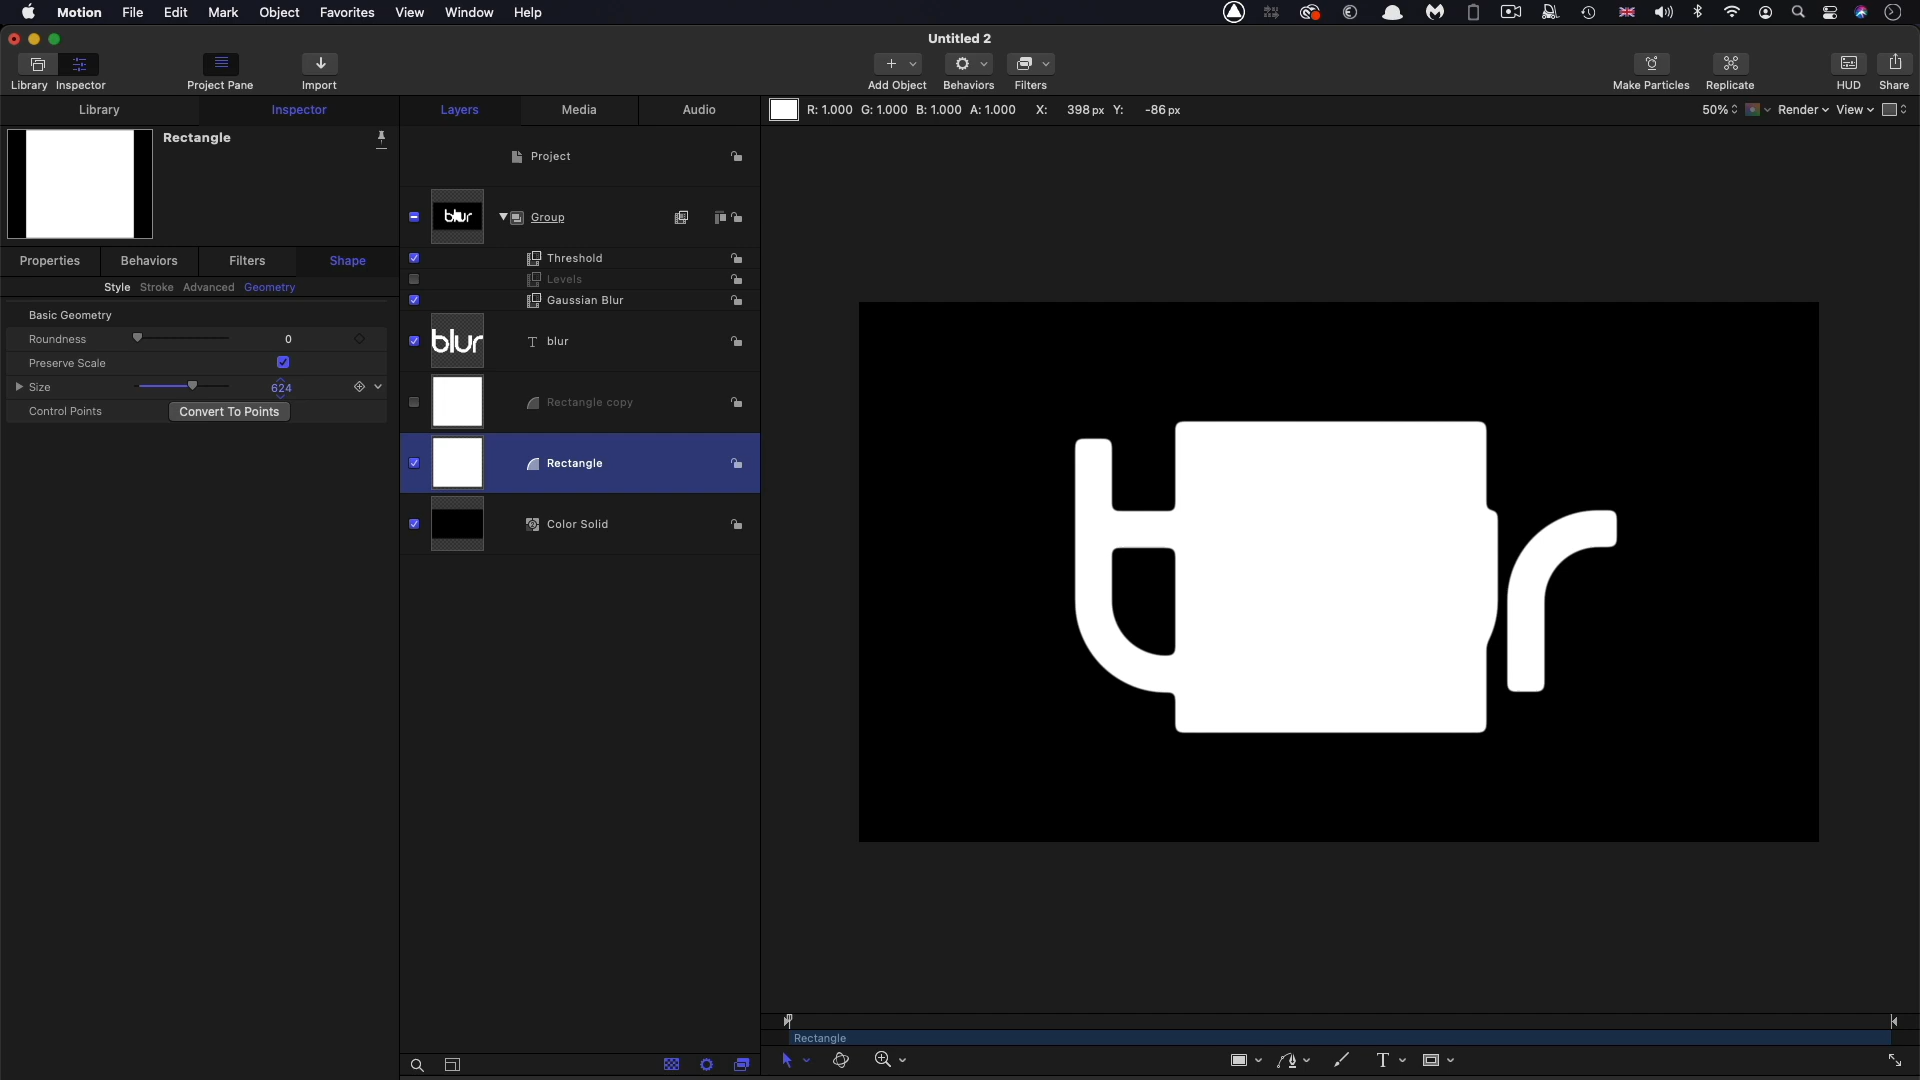 Motion File Edit Mark Object Favorites View Window Help
Untitled 2
Library Inspector Project Pane Import Add Object Behaviors Filters Make Particles Replicate HUD Share
Library Inspector Layers Media Audio R: 1.000 G: 1.000 B: 1.000 A: 1.000 X: 398 px Y: -86 px 50% Render View
Rectangle
Project
blur Group
Properties Behaviors Filters Shape
Threshold
Style Stroke Advanced Geometry
Levels
Gaussian Blur
Basic Geometry
Roundness 0
blur blur
Preserve Scale
Size 624
Control Points Convert To Points
Rectangle copy
Rectangle
Color Solid
Rectangle
T